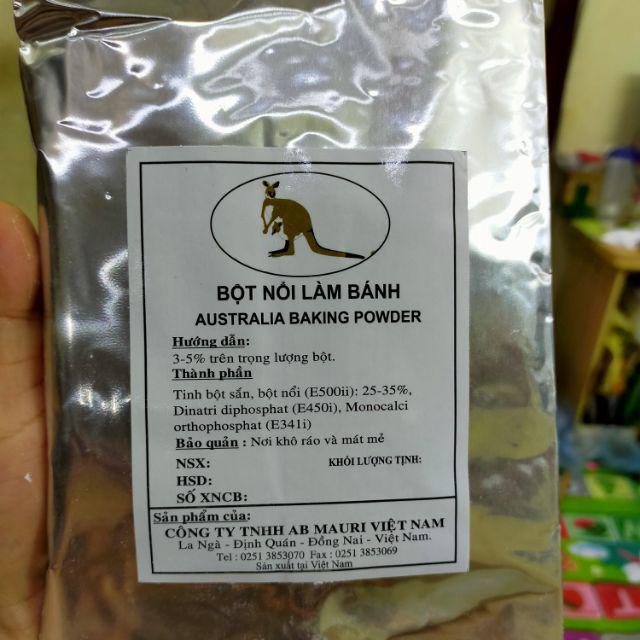 BỘT NỔI LÀM BÁNH
AUSTRALIA BAKING POWDER
Hướng dẫn:
3-5% trên trọng lượng bột.
Thành phần
Tinh bột sắn, bột nổi (E500ii): 25-35%,
Dinatri diphosphat (E450i), Monocalci
orthophosphat (E341i)
Bảo quản : Nơi khô ráo và mát mẻ
NSX: KHỐI LƯỢNG TỊNH:
HSD:
SỐ XNCB:
Sản phẩm của:
CÔNG TY TNHH AB MAURI VIỆT NAM
La Ngà - Định Quán - Đồng Nai - Việt Nam.
Tel : 0251 3853070 Fax : 0251 3853069
Sản xuất tại Việt Nam